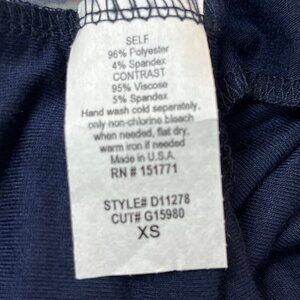 SELF
96% Polyester
4% Spandex
CONTRAST
95% Viscose
5% Spandex
Hand wash cold separately,
only non-chlorine bleach
when needed, flat dry,
warm iron if needed
Made in U.S.A.
RN # 151771
STYLE# D11278
CUT# G15980
XS